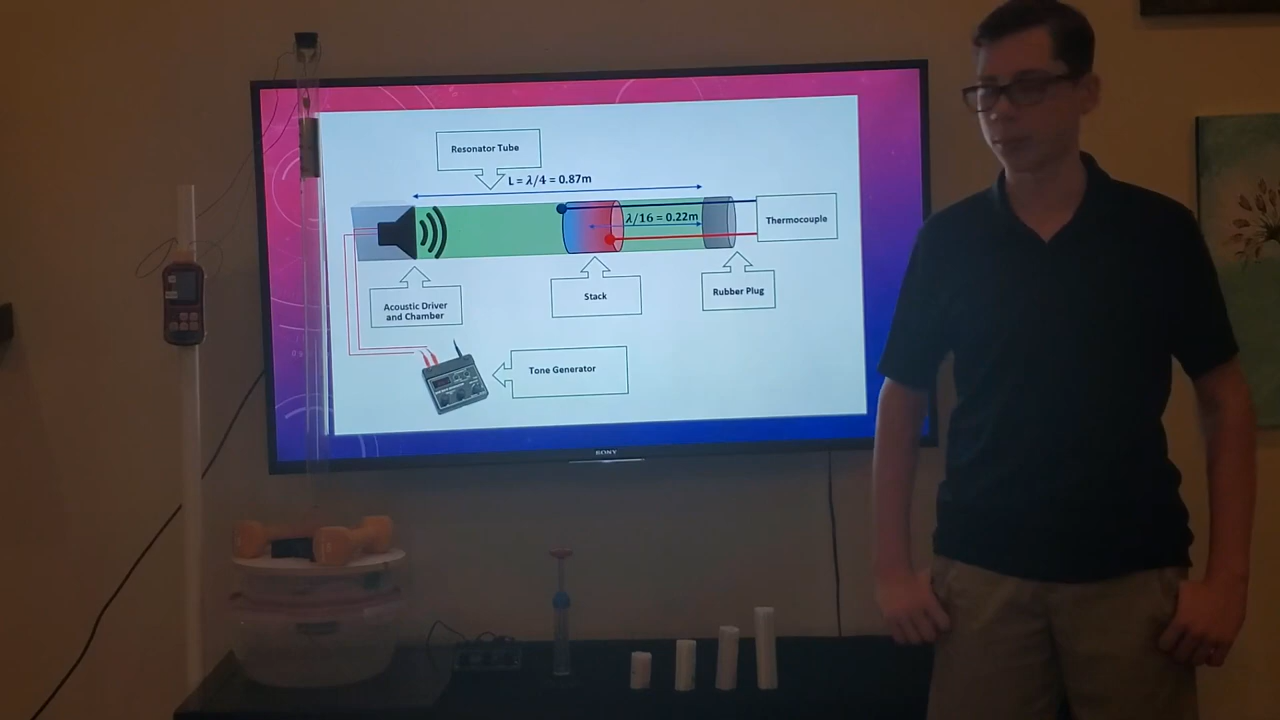 Resonator Tube
L = λ/4 = 0.87m
λ/16 = 0.22m
Thermocouple
Acoustic Driver
and Chamber
Stack
Rubber Plug
Tone Generator
SONY